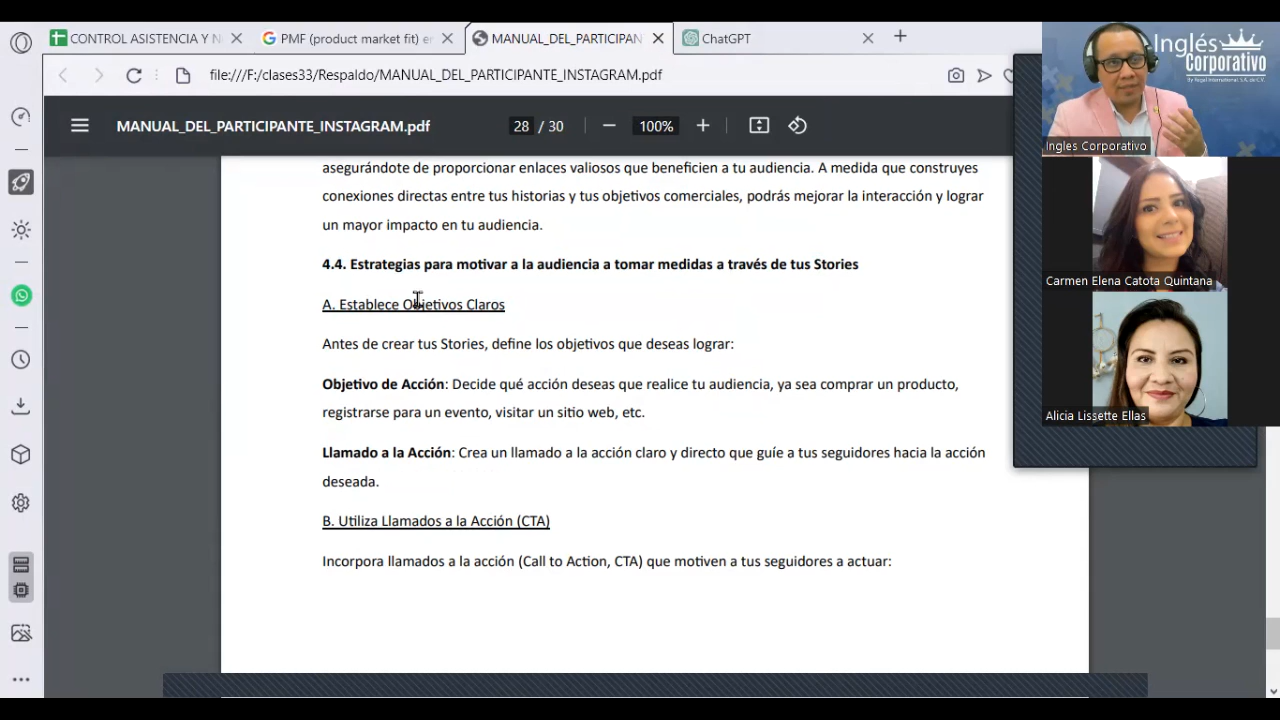 CONTROL ASISTENCIA Y N
PMF (product market fit) e
MANUAL_DEL_PARTICIPAN
ChatGPT
file:///F:/clases33/Respaldo/MANUAL_DEL_PARTICIPANTE_INSTAGRAM.pdf
MANUAL_DEL_PARTICIPANTE_INSTAGRAM.pdf
28 / 30
100%
asegurándote de proporcionar enlaces valiosos que beneficien a tu audiencia. A medida que construyes
conexiones directas entre tus historias y tus objetivos comerciales, podrás mejorar la interacción y lograr
un mayor impacto en tu audiencia.
4.4. Estrategias para motivar a la audiencia a tomar medidas a través de tus Stories
A. Establece Objetivos Claros
Antes de crear tus Stories, define los objetivos que deseas lograr:
Objetivo de Acción: Decide qué acción deseas que realice tu audiencia, ya sea comprar un producto,
registrarse para un evento, visitar un sitio web, etc.
Llamado a la Acción: Crea un llamado a la acción claro y directo que guíe a tus seguidores hacia la acción
deseada.
B. Utiliza Llamados a la Acción (CTA)
Incorpora llamados a la acción (Call to Action, CTA) que motiven a tus seguidores a actuar:
Inglés
Corporativo
By Regal International, S.A. de C.V.
Ingles Corporativo
Carmen Elena Catota Quintana
Alicia Lissette Ellas